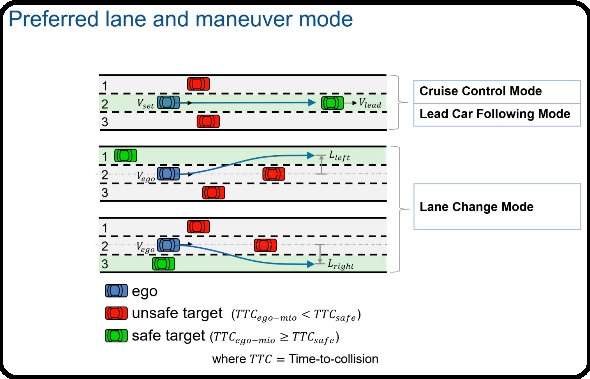 Preferred lane and maneuver mode
1
2 V_set V_lead
3
Cruise Control Mode
Lead Car Following Mode
1 L_left
2 V_ego
3
Lane Change Mode
1
2 V_ego
3 L_right
ego
unsafe target (TTC_ego−mio < TTC_safe)
safe target (TTC_ego−mio ≥ TTC_safe)
where TTC = Time-to-collision